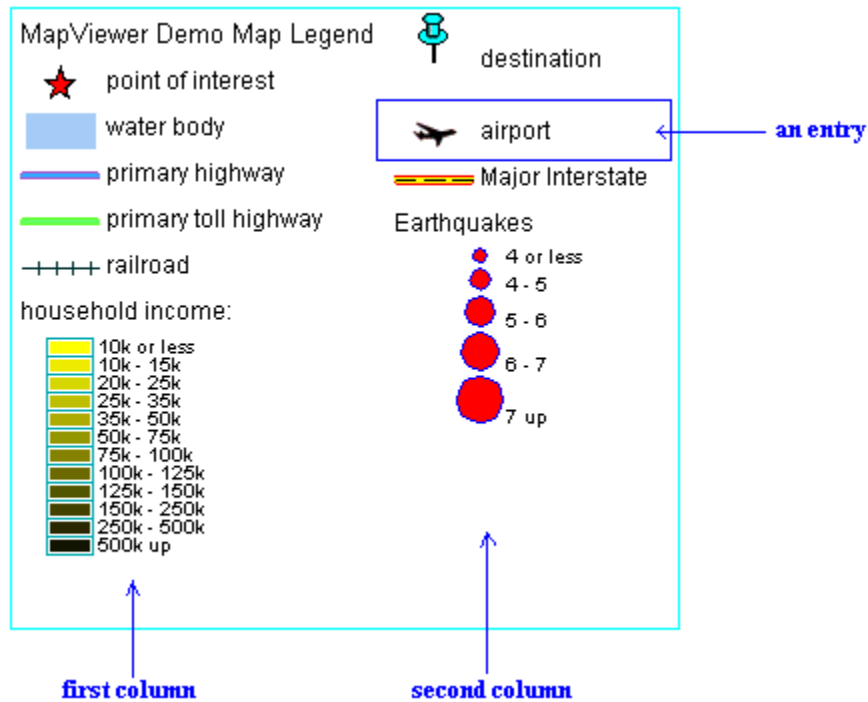 MapViewer Demo Map Legend
point of interest
water body
primary highway
primary toll highway
railroad
household income:
10k or less
10k - 15k
20k - 25k
25k - 35k
35k - 50k
50k - 75k
75k - 100k
100k - 125k
125k - 150k
150k - 250k
250k - 500k
500k up
destination
airport
an entry
Major Interstate
Earthquakes
4 or less
4 - 5
5 - 6
6 - 7
7 up
first column
second column